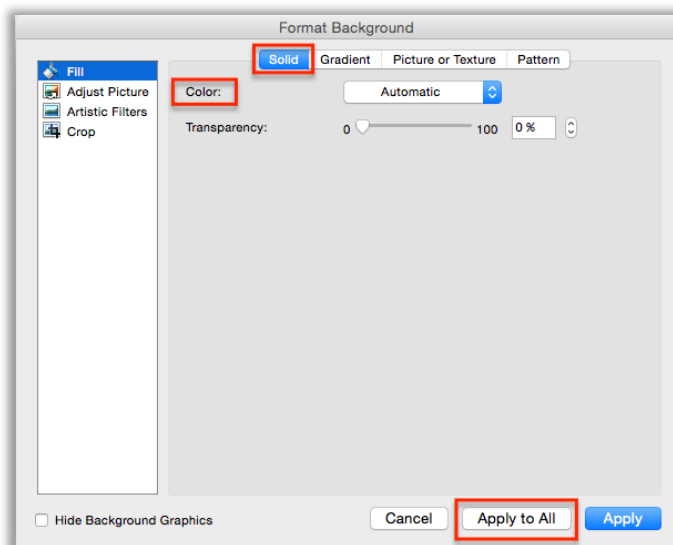 Format Background
Solid Gradient Picture or Texture Pattern
Fill
Adjust Picture
Artistic Filters
Crop
Color: Automatic
Transparency: 0 100 0 %
Hide Background Graphics
Cancel Apply to All Apply